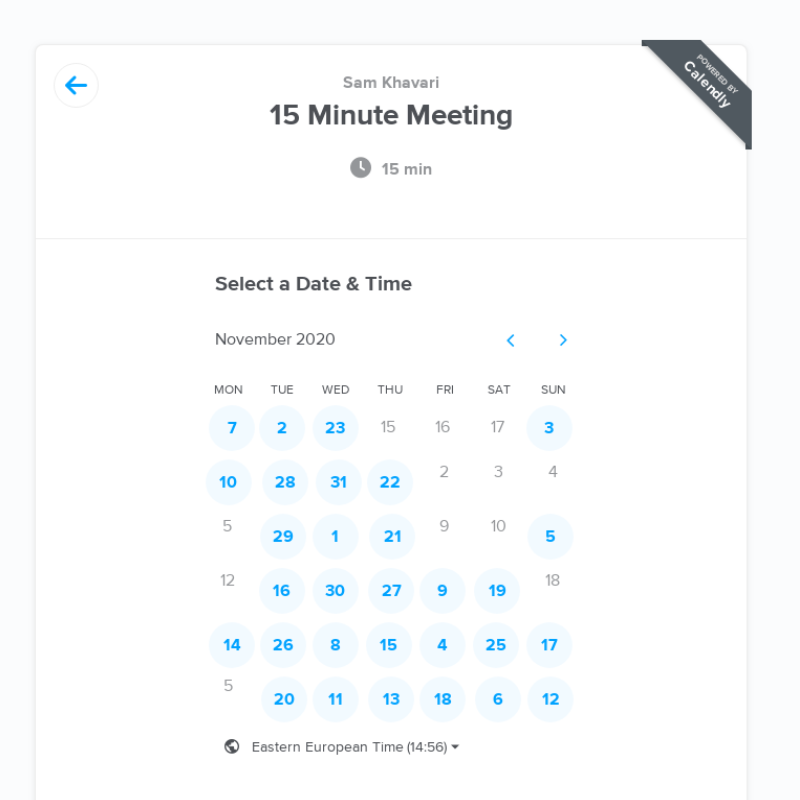 POWERED BY
Calendly
Sam Khavari
15 Minute Meeting
15 min
Select a Date & Time
November 2020
MON TUE WED THU FRI SAT SUN
7 2 23 15 16 17 3
10 28 31 22 2 3 4
5 29 1 21 9 10 5
12 16 30 27 9 19 18
14 26 8 15 4 25 17
5 20 11 13 18 6 12
Eastern European Time (14:56)